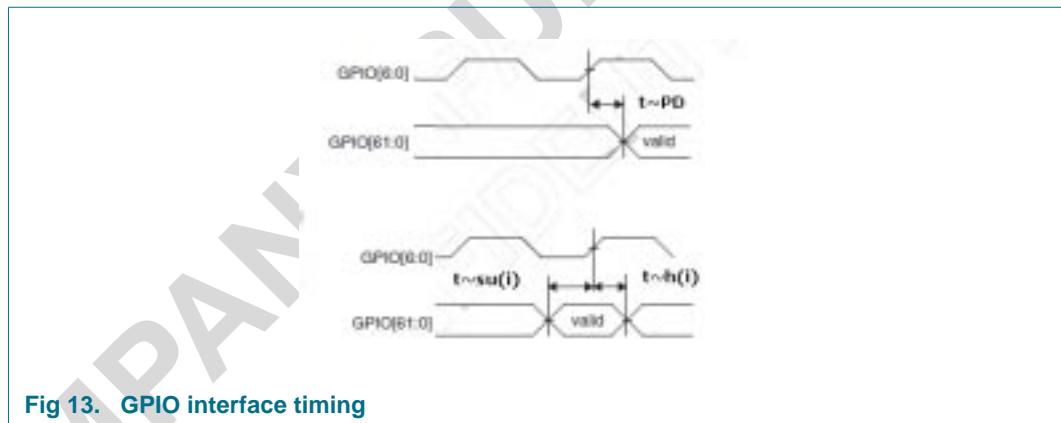 GPIO[6:0]
t~PD
GPIO[61:0]
valid
GPIO[6:0]
t~su(i)
t~h(i)
GPIO[61:0]
valid
Fig 13. GPIO interface timing